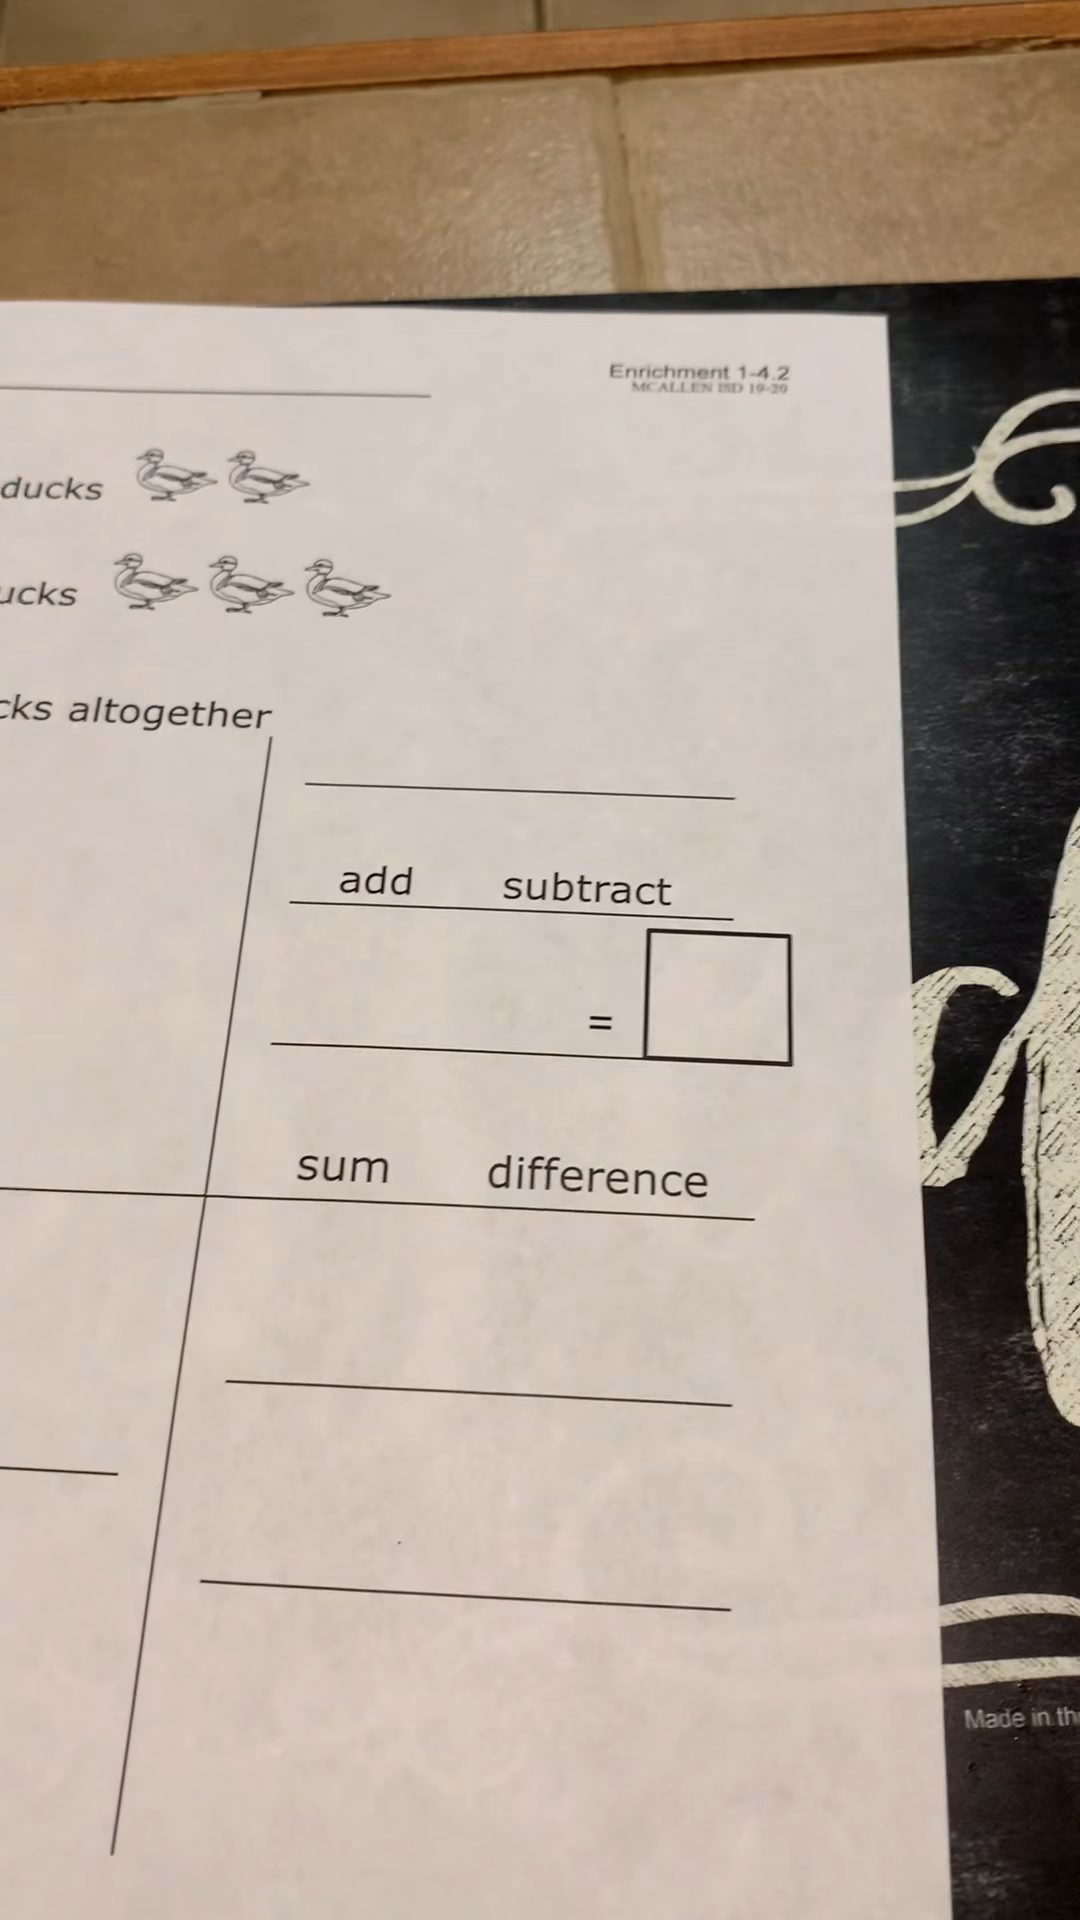 Enrichment 1-4.2
MCALLEN ISD 19-20
ducks
ucks
cks altogether
add subtract
=
sum difference
Made in th